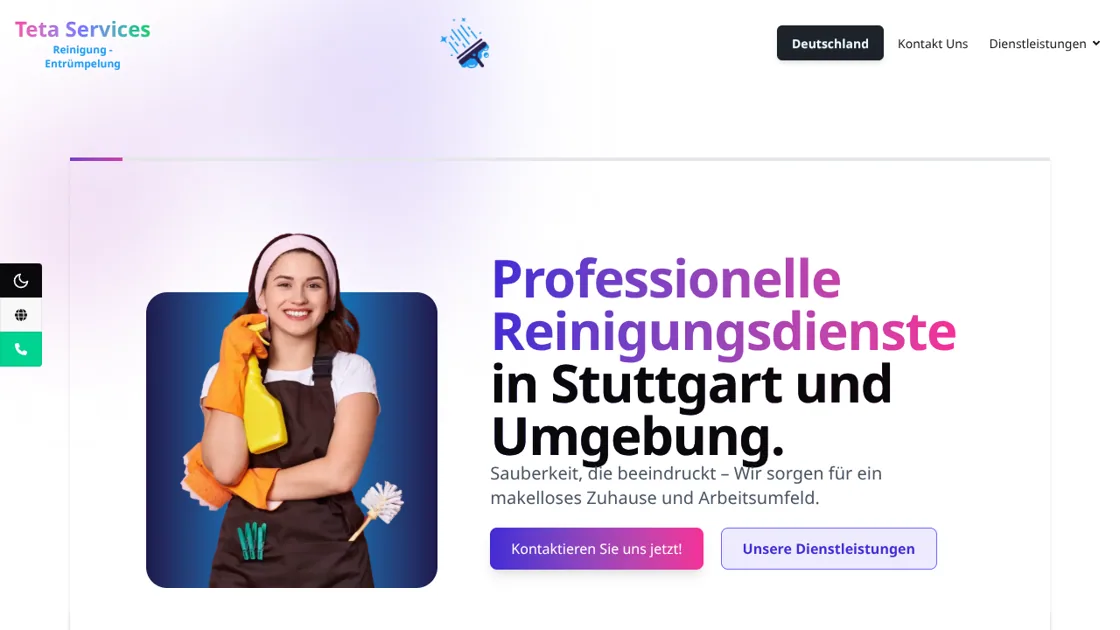 Teta Services
Reinigung -
Entrümpelung
Deutschland
Kontakt Uns
Dienstleistungen
Professionelle
Reinigungsdienste
in Stuttgart und
Umgebung.
Sauberkeit, die beeindruckt – Wir sorgen für ein
makelloses Zuhause und Arbeitsumfeld.
Kontaktieren Sie uns jetzt!
Unsere Dienstleistungen